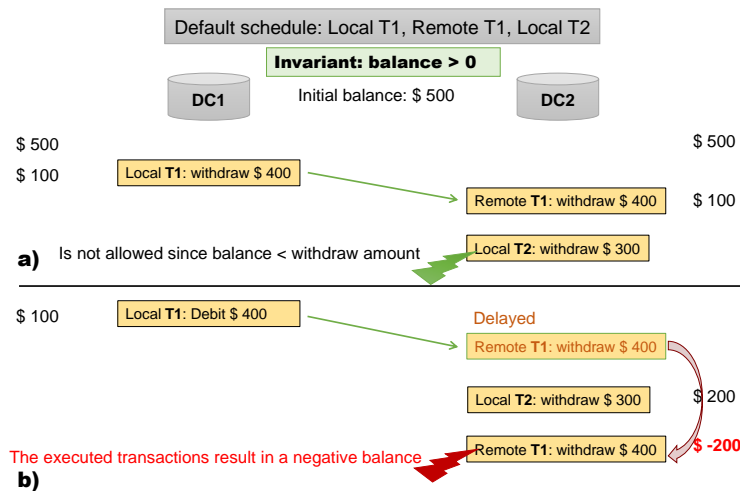 Default schedule: Local T1, Remote T1, Local T2
Invariant: balance > 0
DC1
Initial balance: $ 500
DC2
$ 500
$ 500
$ 100
Local T1: withdraw $ 400
Remote T1: withdraw $ 400
$ 100
a)
Is not allowed since balance < withdraw amount
Local T2: withdraw $ 300
$ 100
Local T1: Debit $ 400
Delayed
Remote T1: withdraw $ 400
Local T2: withdraw $ 300
$ 200
The executed transactions result in a negative balance
Remote T1: withdraw $ 400
$ -200
b)